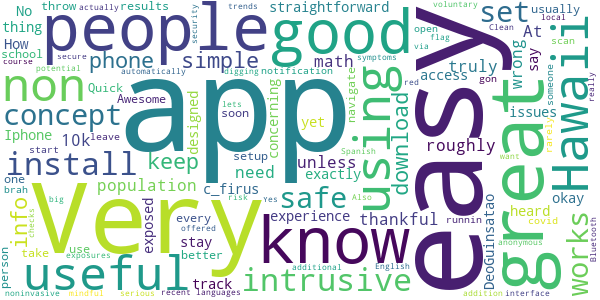 people
good
easy
set
Hawaii
app
great
Very
know
useful
install
intrusive
using
safe
concept
non
simple
phone
straightforward
No
thing
throw
actually
results
trends
voluntary
Clean
local
usually
How
school
security
open
flag
via
At
say
scan
math
potential
secure
symptoms
truly
wrong
someone
course
automatically
digging
notification
navigate
access
gon
really
Quick
lets
red
Iphone
10k
Awesome
designed
concerning
download
issues
leave
soon
yet
rarely
one
start
setup
Spanish
roughly
brah
keep
need
unless
exactly
want
okay
population
c_firus
info
exposed
every
experience
thankful
heard
runnin
covid
DeoGuinsatao
works
big
risk
Yes
Also
anonymous
Bluetooth
take
use
stay
checks
offered
better
person
exposures
track
additional
English
noninvasive
mindful
serious
recent
languages
addition
interface